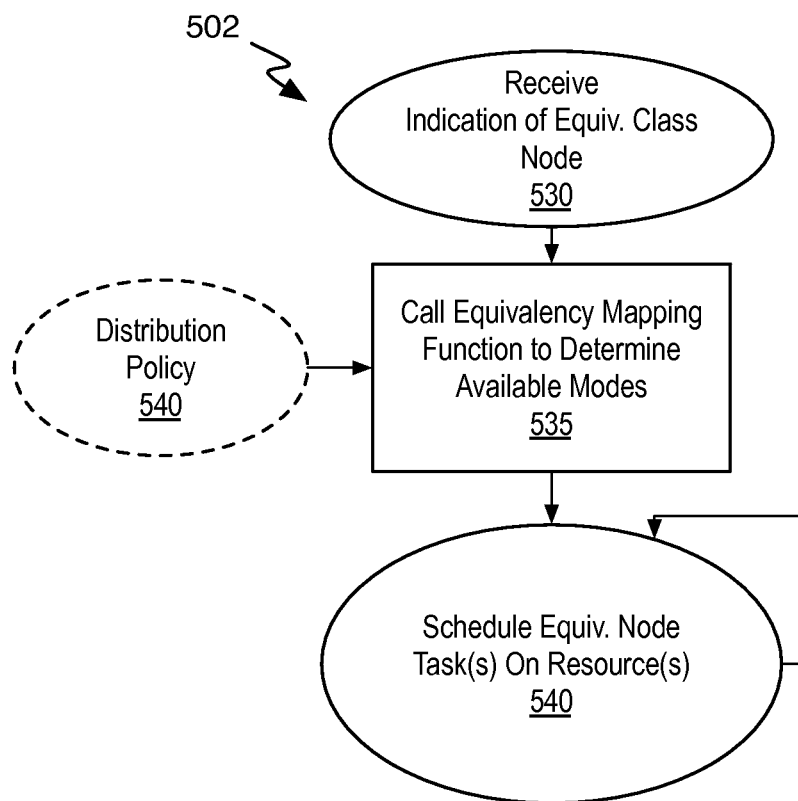 502
Receive
Indication of Equiv. Class
Node
530
Distribution
Policy
540
Call Equivalency Mapping
Function to Determine
Available Modes
535
Schedule Equiv. Node
Task(s) On Resource(s)
540